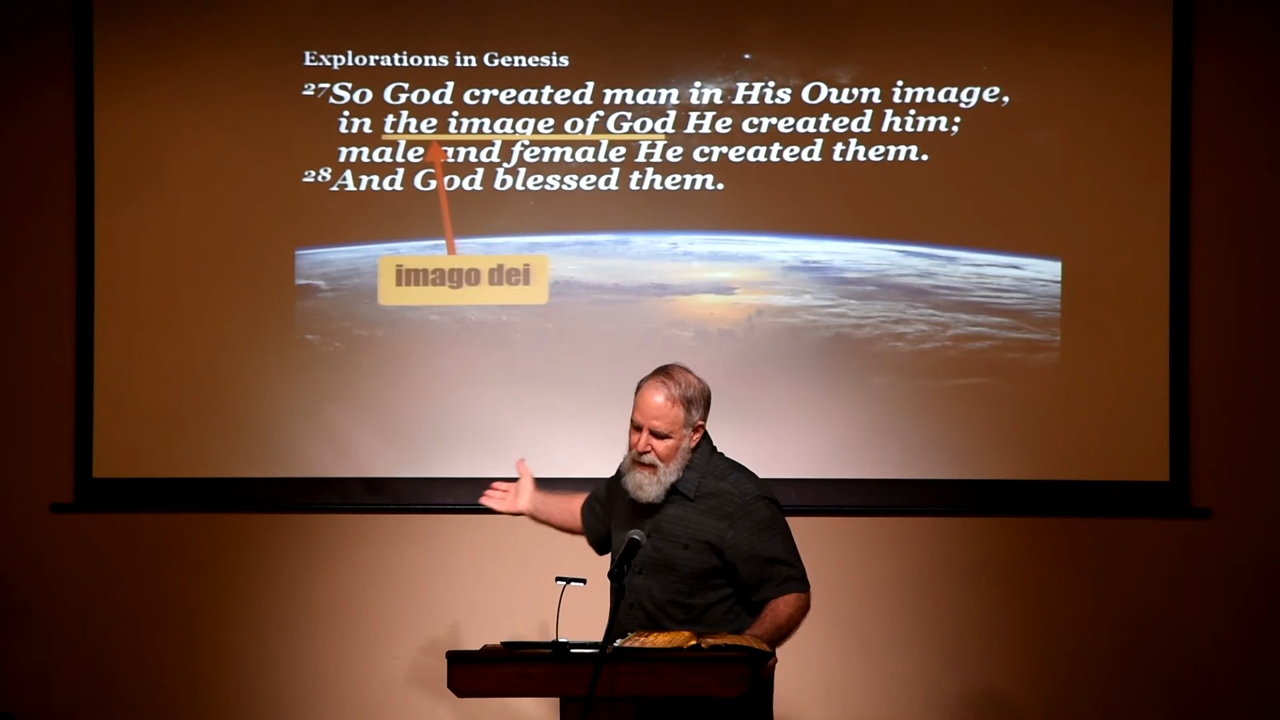 Explorations in Genesis
27So God created man in His Own image,
in the image of God He created him;
male and female He created them.
28And God blessed them.
imago dei